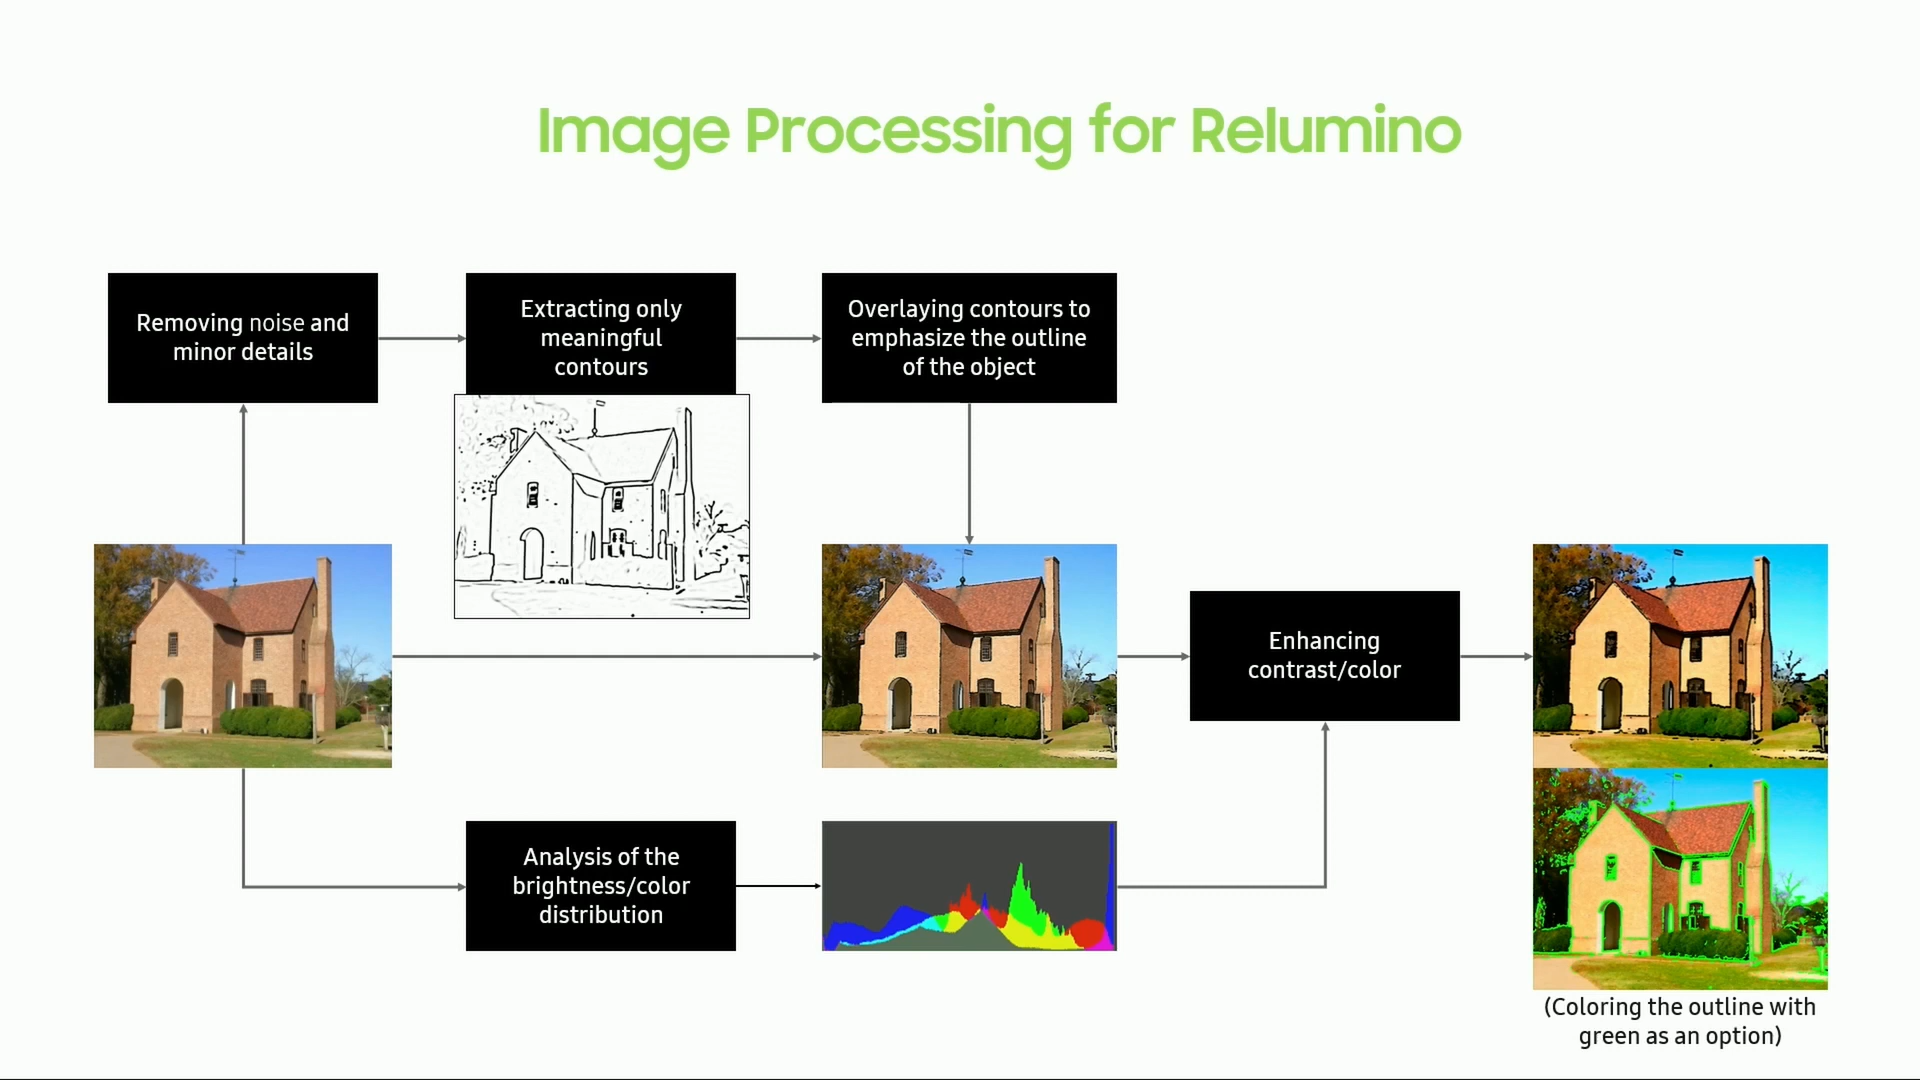 Image Processing for Relumino
Removing noise and
minor details
Extracting only
meaningful
contours
Overlaying contours to
emphasize the outline
of the object
Enhancing
contrast/color
Analysis of the
brightness/color
distribution
(Coloring the outline with
green as an option)